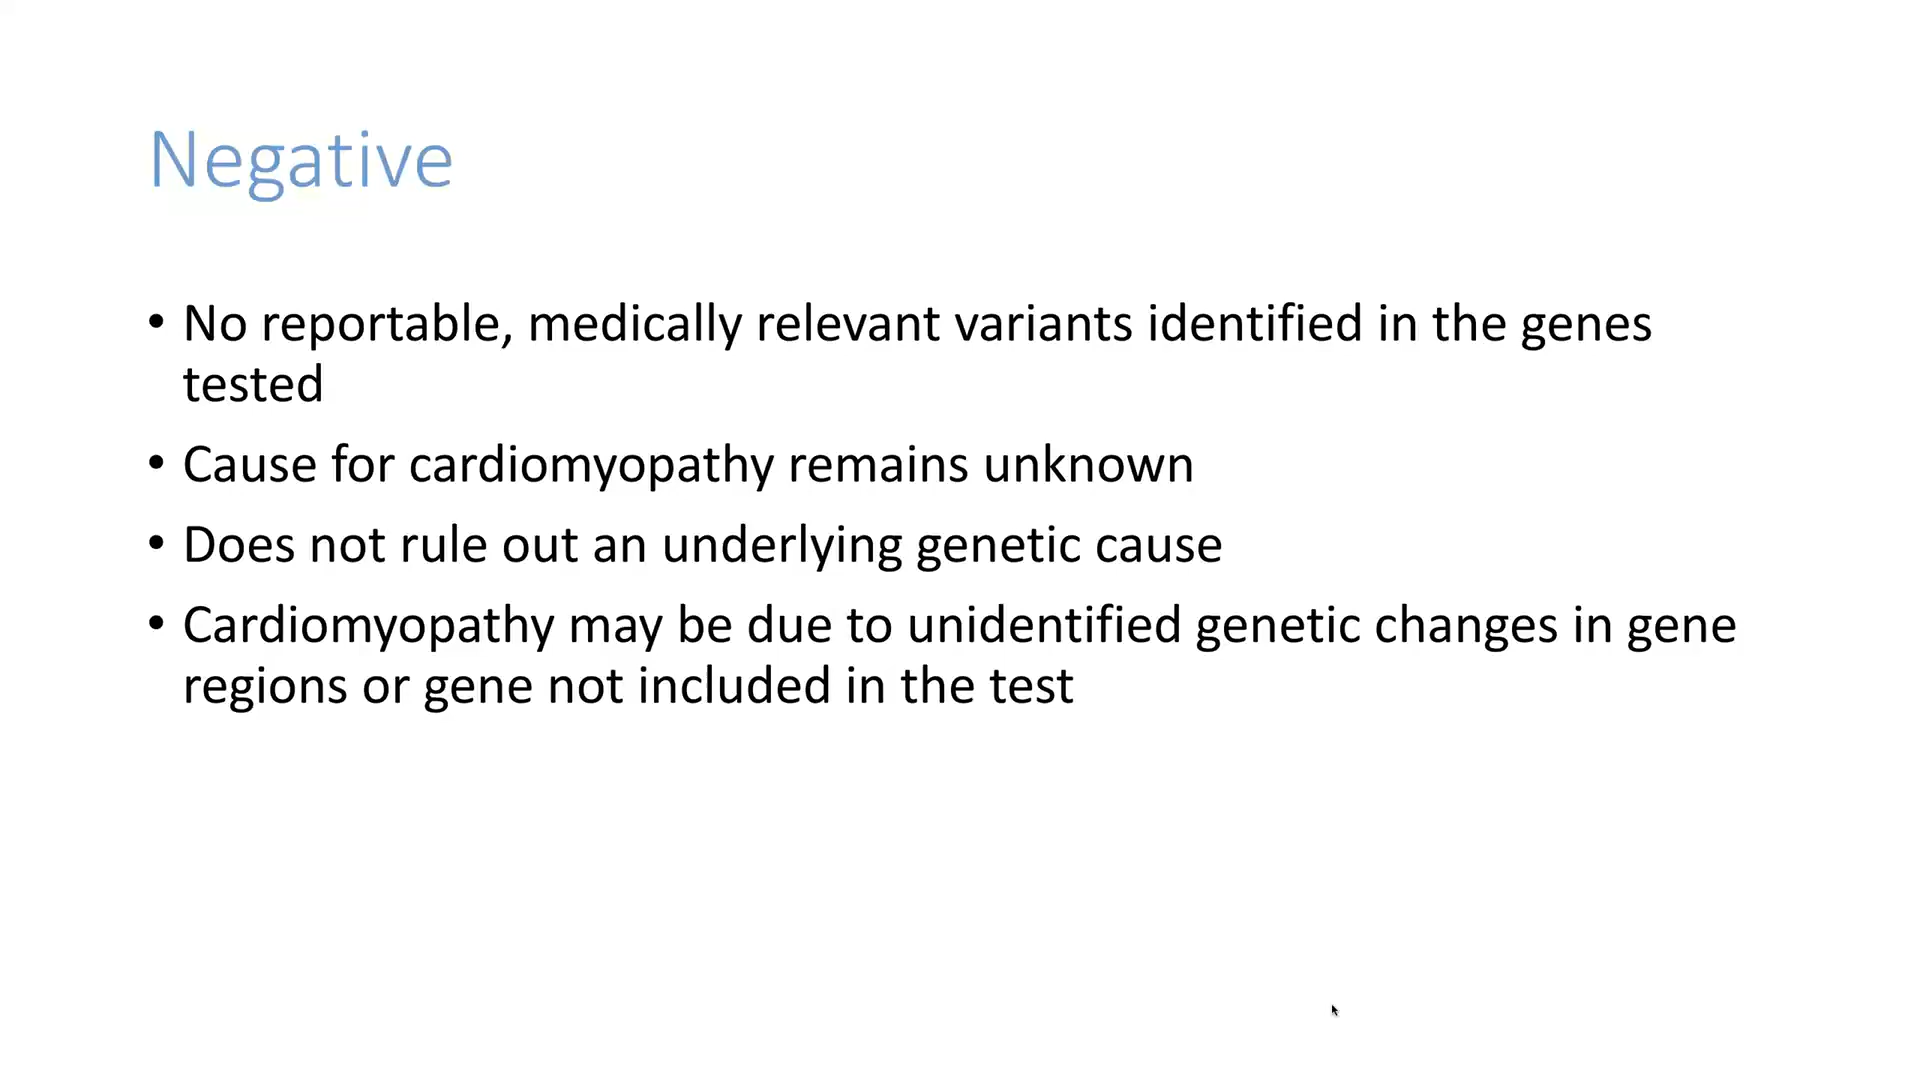 Negative
• No reportable, medically relevant variants identified in the genes
tested
• Cause for cardiomyopathy remains unknown
• Does not rule out an underlying genetic cause
• Cardiomyopathy may be due to unidentified genetic changes in gene
regions or gene not included in the test